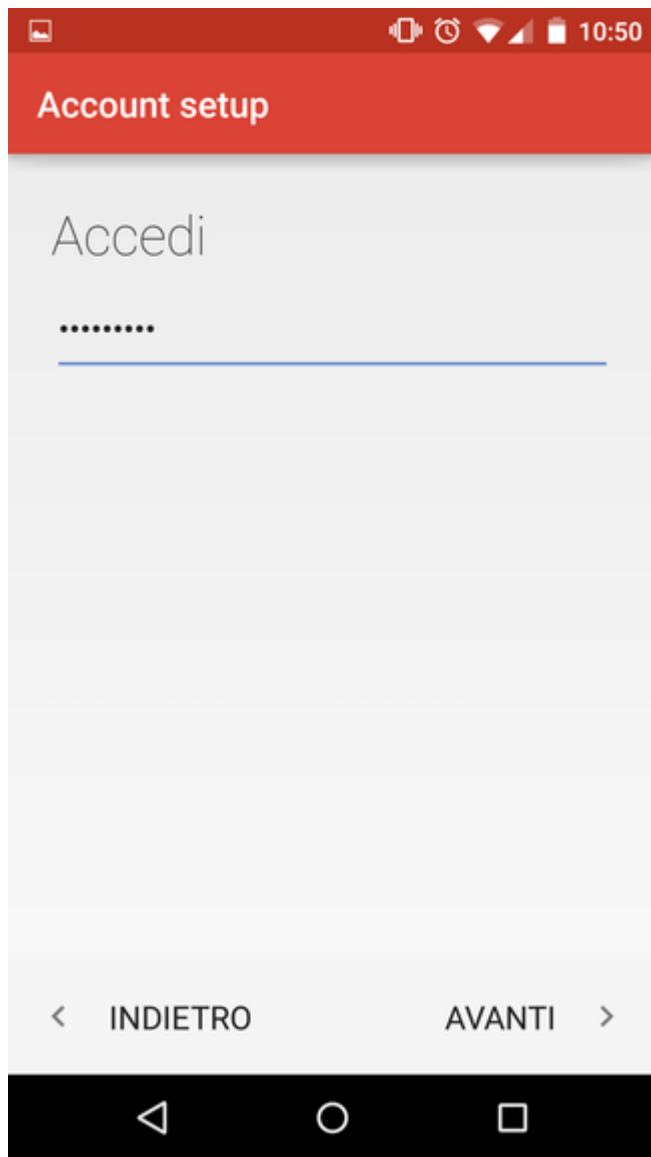 10:50
Account setup
Accedi
•••••••••
INDIETRO AVANTI